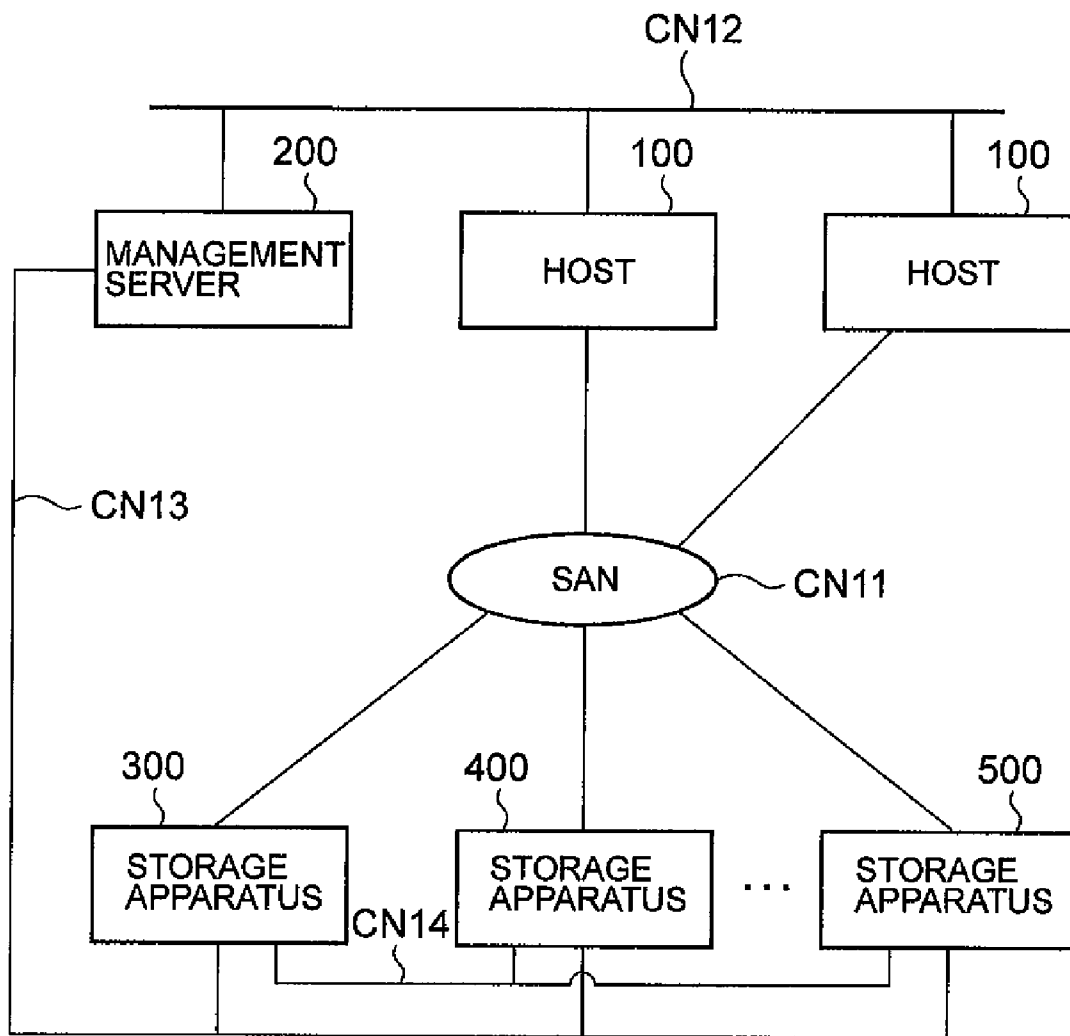 CN12
200
100
100
MANAGEMENT
SERVER
HOST
HOST
CN13
SAN
CN11
300
400
500
STORAGE
APPARATUS
STORAGE
APPARATUS
...
STORAGE
APPARATUS
CN14